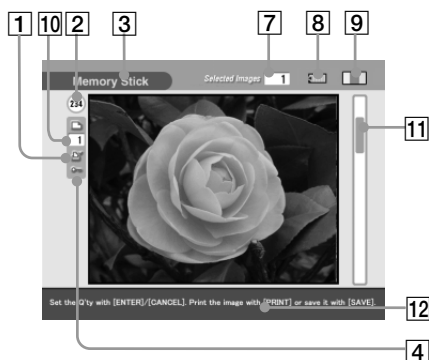 1 10 2 3 7 8 9
Memory Stick Selected Images 1
234
1
11
Set the Q'ty with [ENTER]/[CANCEL]. Print the image with [PRINT] or save it with [SAVE].
12
4